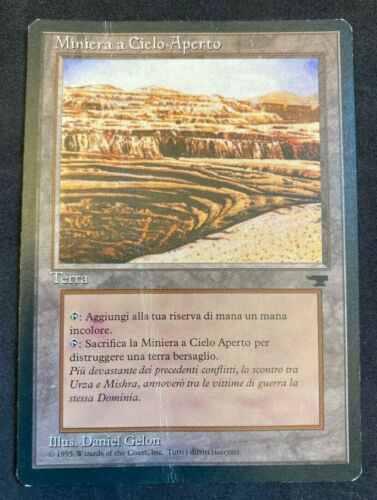 Miniera a Cielo Aperto
Terra
: Aggiungi alla tua riserva di mana un mana
incolore.
: Sacrifica la Miniera a Cielo Aperto per
distruggere una terra bersaglio.
Più devastante dei precedenti conflitti, lo scontro tra
Urza e Mishra, annoverò tra le vittime di guerra la
stessa Dominia.
Illus. Daniel Gelon
© 1995 Wizards of the Coast, Inc. Tutti i diritti riservati.